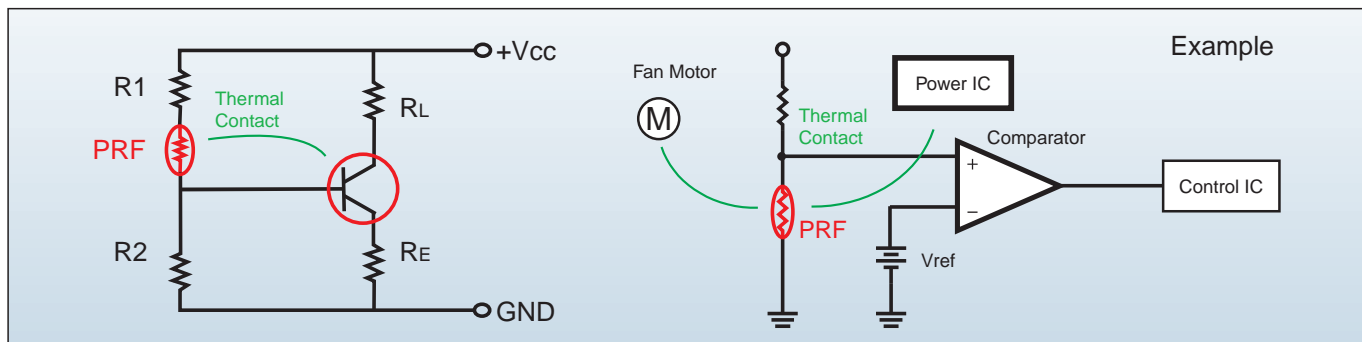 +Vcc
R1
Thermal
Contact
RL
PRF
R2
RE
GND
Example
Fan Motor
M
Power IC
Thermal
Contact
Comparator
+
−
Control IC
PRF
Vref